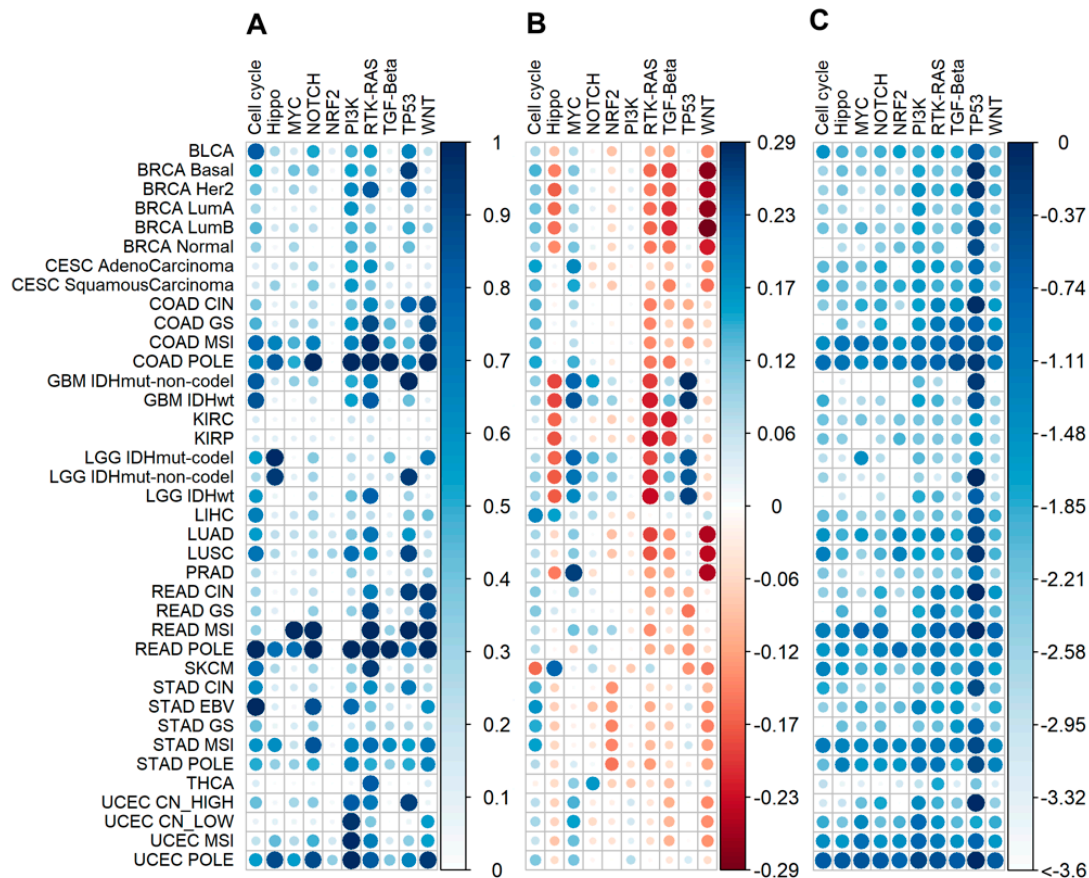 A
B
C
Cell cycle
Hippo
MYC
NOTCH
NRF2
PI3K
RTK-RAS
TGF-Beta
TP53
WNT
Cell cycle
Hippo
MYC
NOTCH
NRF2
PI3K
RTK-RAS
TGF-Beta
TP53
WNT
Cell cycle
Hippo
MYC
NOTCH
NRF2
PI3K
RTK-RAS
TGF-Beta
TP53
WNT
BLCA
BRCA Basal
BRCA Her2
BRCA LumA
BRCA LumB
BRCA Normal
CESC AdenoCarcinoma
CESC SquamousCarcinoma
COAD CIN
COAD GS
COAD MSI
COAD POLE
GBM IDHmut-non-codel
GBM IDHwt
KIRC
KIRP
LGG IDHmut-codel
LGG IDHmut-non-codel
LGG IDHwt
LIHC
LUAD
LUSC
PRAD
READ CIN
READ GS
READ MSI
READ POLE
SKCM
STAD CIN
STAD EBV
STAD GS
STAD MSI
STAD POLE
THCA
UCEC CN_HIGH
UCEC CN_LOW
UCEC MSI
UCEC POLE
1
0.9
0.8
0.7
0.6
0.5
0.4
0.3
0.2
0.1
0
0.29
0.23
0.17
0.12
0.06
0
-0.06
-0.12
-0.17
-0.23
-0.29
0
-0.37
-0.74
-1.11
-1.48
-1.85
-2.21
-2.58
-2.95
-3.32
<-3.6